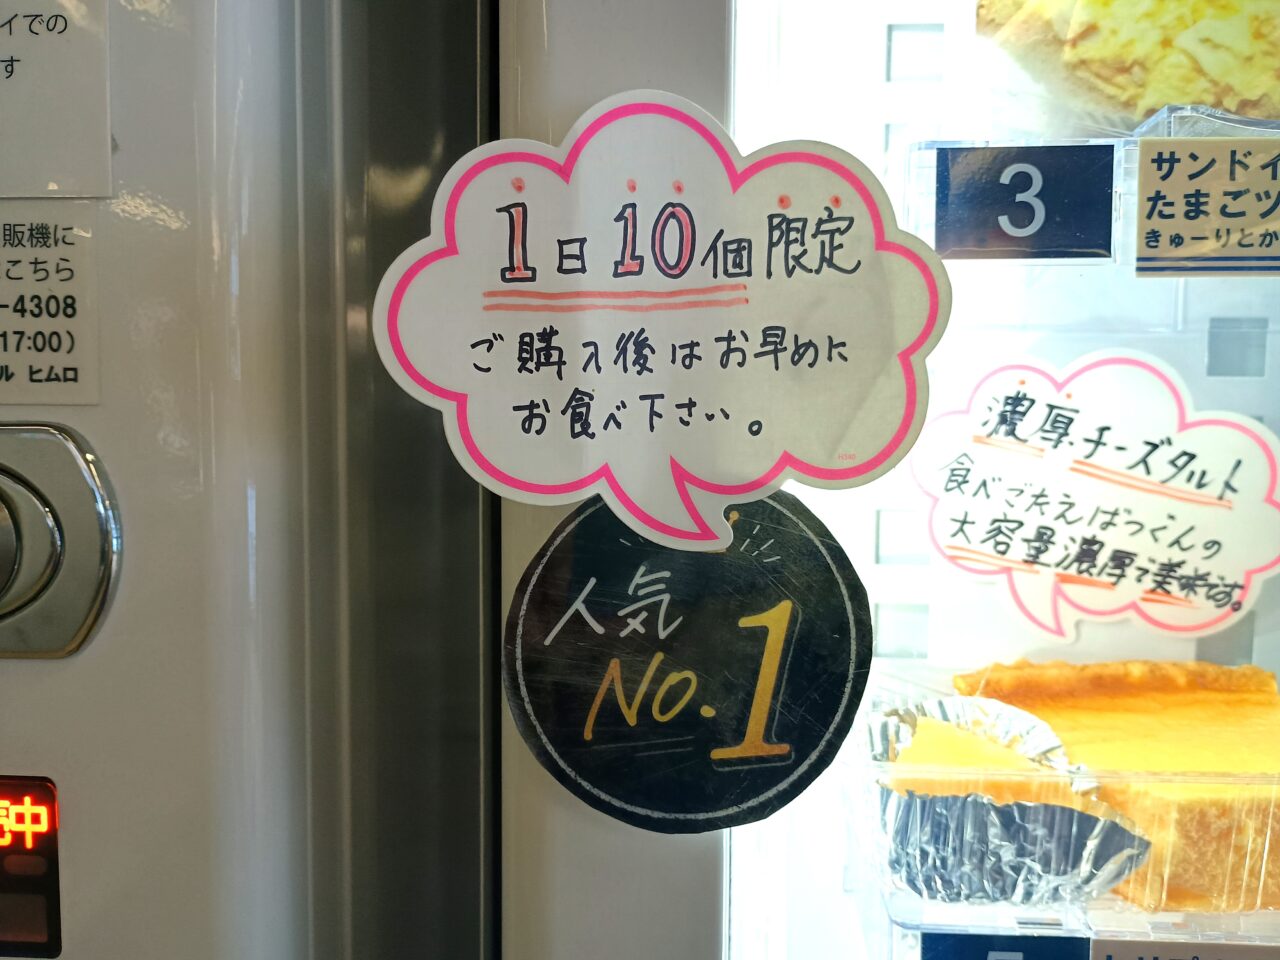 イでの
す
販機に
こちら
-4308
17:00)
ル ヒムロ
売中
1日10個限定
ご購入後はお早めに
お食べ下さい。
人気
No.1
3
サンドイ
たまごツ
きゅーりとか
濃厚チーズタルト
食べごたえばつぐんの
大容量濃厚で美味です。